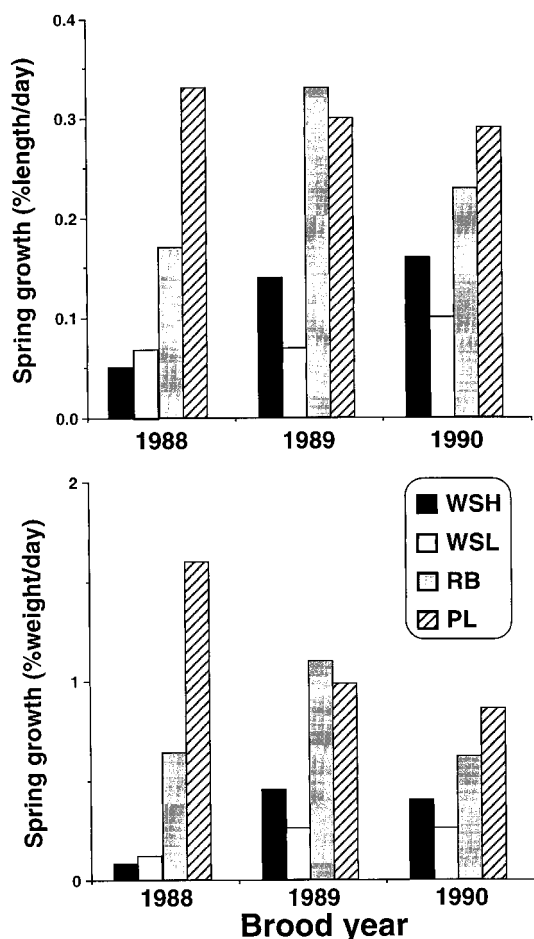 Spring growth (%length/day)
0.4
0.3
0.2
0.1
0.0
1988 1989 1990
Spring growth (%weight/day)
2
1
0
WSH
WSL
RB
PL
1988 1989 1990
Brood year